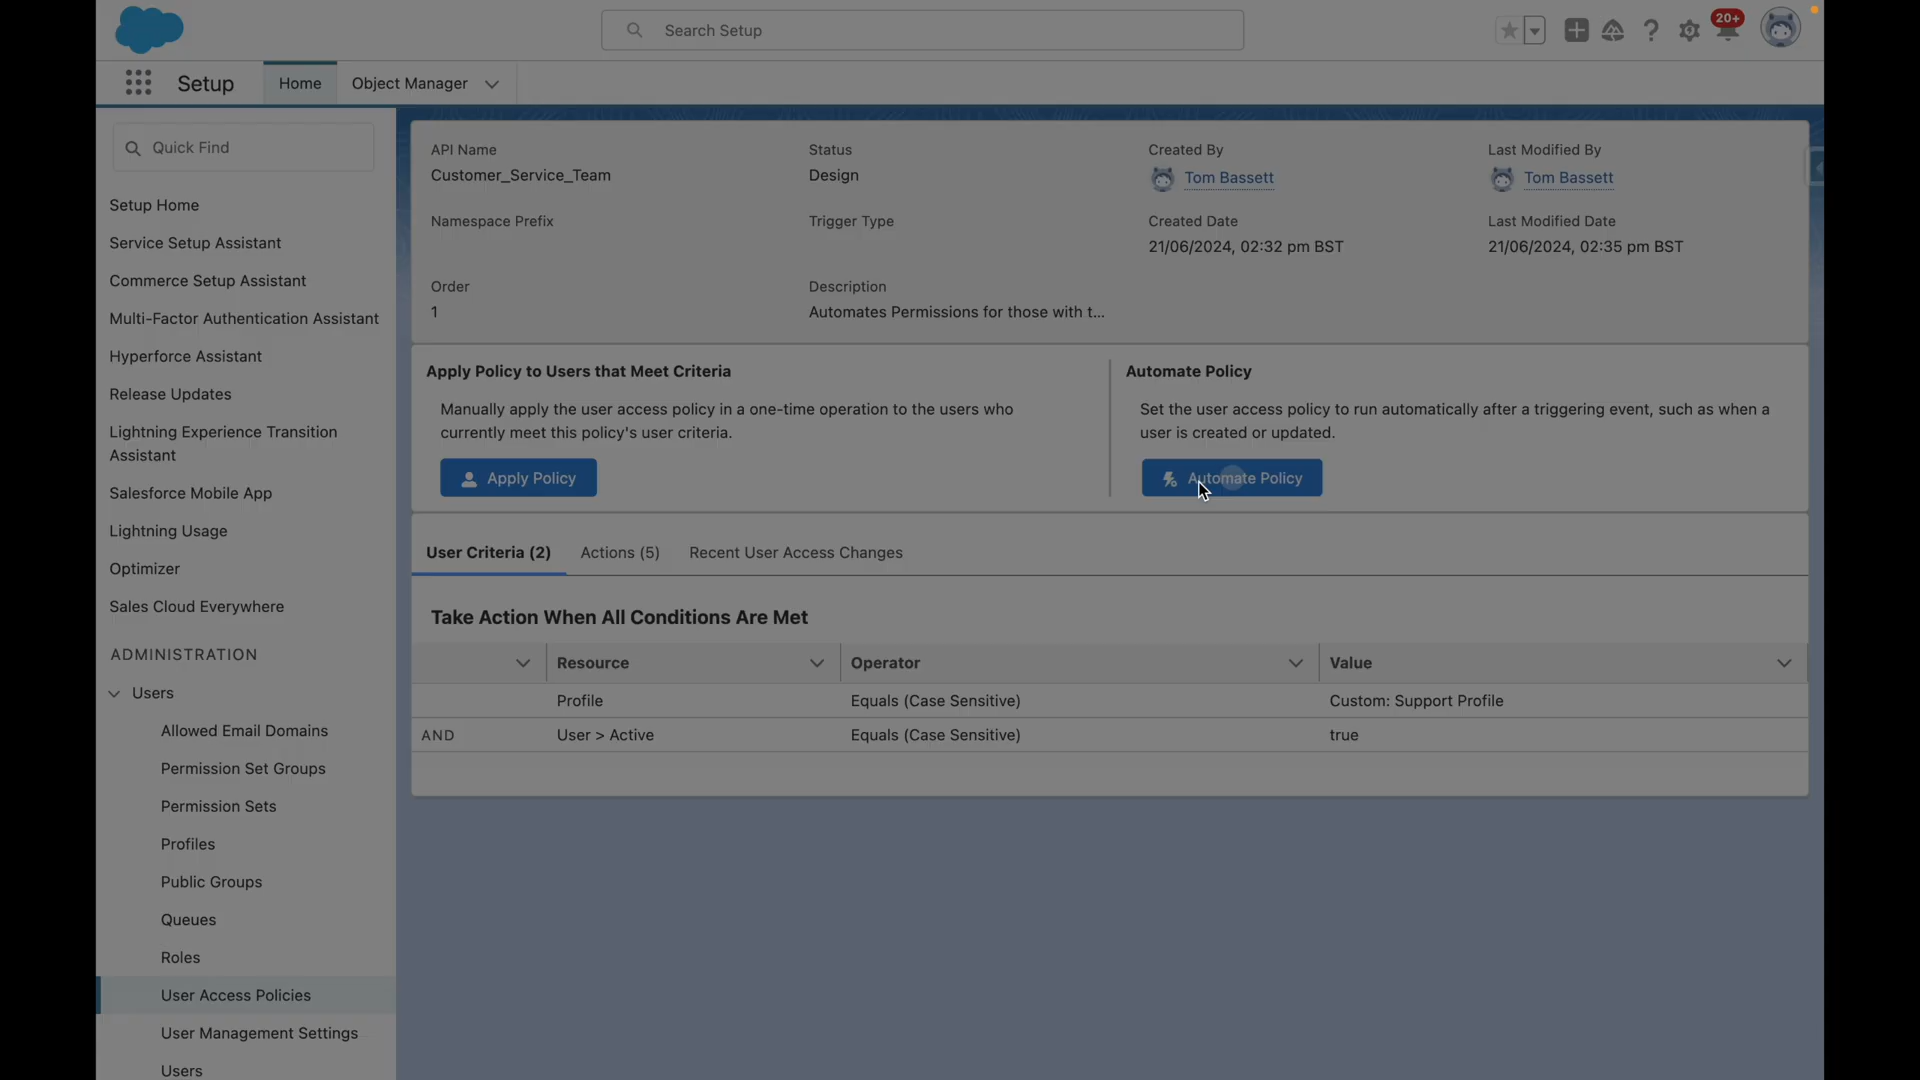 Search Setup
20+
Setup
Home
Object Manager
Quick Find
Setup Home
Service Setup Assistant
Commerce Setup Assistant
Multi-Factor Authentication Assistant
Hyperforce Assistant
Release Updates
Lightning Experience Transition
Assistant
Salesforce Mobile App
Lightning Usage
Optimizer
Sales Cloud Everywhere
ADMINISTRATION
Users
Allowed Email Domains
Permission Set Groups
Permission Sets
Profiles
Public Groups
Queues
Roles
User Access Policies
User Management Settings
Users
API Name
Customer_Service_Team
Status
Design
Created By
Tom Bassett
Last Modified By
Tom Bassett
Namespace Prefix
Trigger Type
Created Date
21/06/2024, 02:32 pm BST
Last Modified Date
21/06/2024, 02:35 pm BST
Order
1
Description
Automates Permissions for those with t...
Apply Policy to Users that Meet Criteria
Manually apply the user access policy in a one-time operation to the users who
currently meet this policy's user criteria.
Apply Policy
Automate Policy
Set the user access policy to run automatically after a triggering event, such as when a
user is created or updated.
Automate Policy
User Criteria (2) Actions (5) Recent User Access Changes
Take Action When All Conditions Are Met
Resource Operator Value
Profile Equals (Case Sensitive) Custom: Support Profile
AND User > Active Equals (Case Sensitive) true